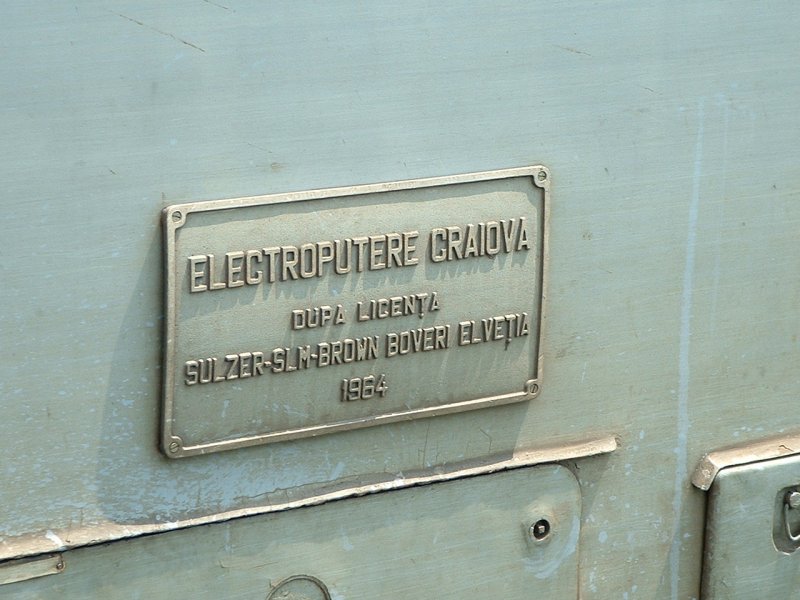 ELECTROPUTERE CRAIOVA
DUPA LICENȚA
SULZER-SLM-BROWN BOVERI ELVEȚIA
1964